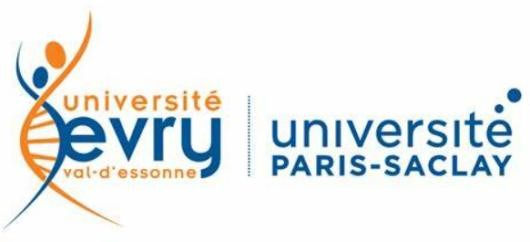 université
evry
val-d'essonne
université
PARIS-SACLAY